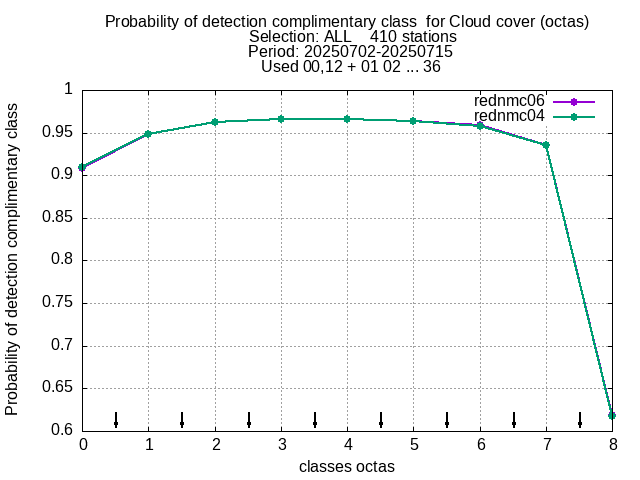 Probability of detection complimentary class  for Cloud cover (octas)
Selection: ALL    410 stations
Period: 20250702-20250715
Used 00,12 + 01 02 ... 36
rednmc06
rednmc04
Probability of detection complimentary class
1
0.95
0.9
0.85
0.8
0.75
0.7
0.65
0.6
0 1 2 3 4 5 6 7 8
classes octas